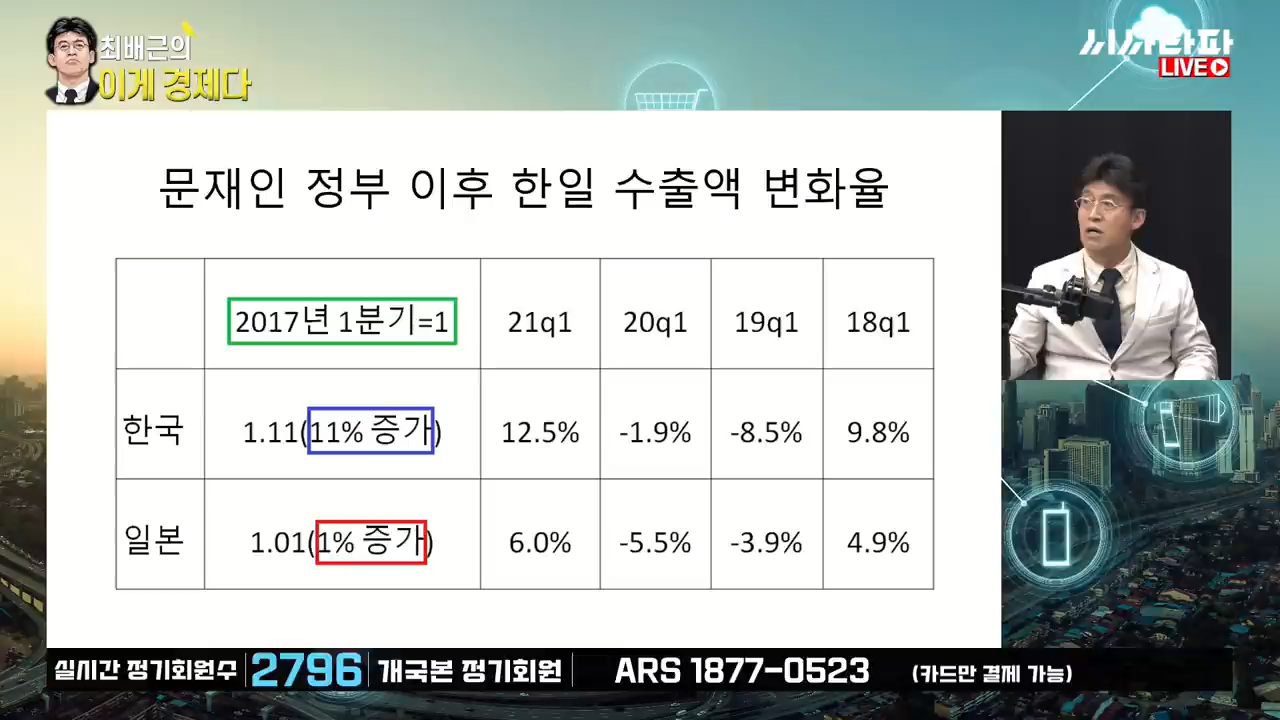 최배근의
이게 경제다
시사타파
LIVE
문재인 정부 이후 한일 수출액 변화율
2017년 1분기=1 21q1 20q1 19q1 18q1
한국 1.11(11% 증가) 12.5% -1.9% -8.5% 9.8%
일본 1.01(1% 증가) 6.0% -5.5% -3.9% 4.9%
실시간 정기회원수 2796 개국본 정기회원 ARS 1877-0523 (카드만 결제 가능)